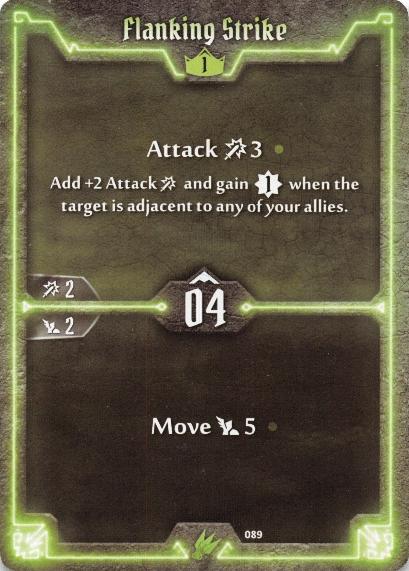 Flanking Strike
1
Attack 3
Add +2 Attack and gain 1 when the
target is adjacent to any of your allies.
2
04
2
Move 5
089